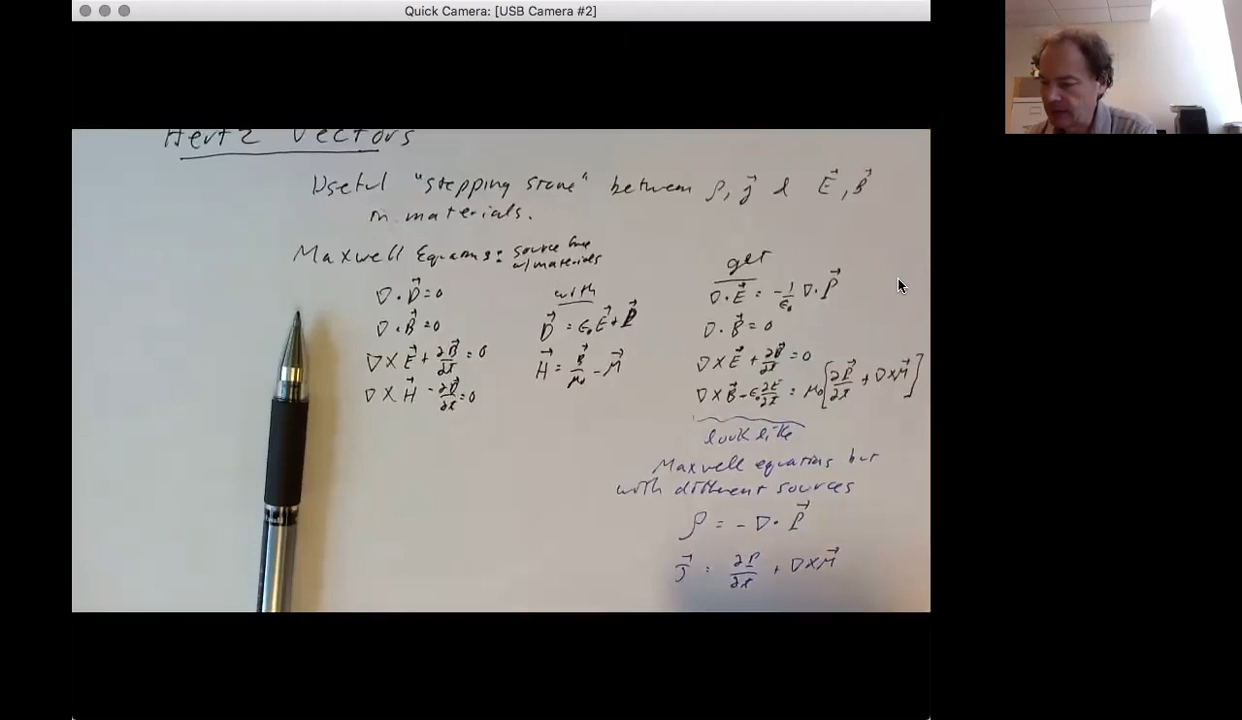 Quick Camera: [USB Camera #2]
Hertz Vectors
Useful "stepping stone" between ρ, j⃗ & E⃗, B⃗
in materials.
Maxwell Equations: source free
w/materials
∇·D⃗=0
∇·B⃗=0
∇×E⃗+∂B⃗/∂t=0
∇×H⃗-∂D⃗/∂t=0
with
D⃗=ε₀E⃗+P⃗
H⃗=B⃗/μ₀-M⃗
get
∇·E⃗=-1/ε₀ ∇·P⃗
∇·B⃗=0
∇×E⃗+∂B⃗/∂t=0
∇×B⃗-ε₀∂E⃗/∂t=μ₀[∂P⃗/∂t+∇×M⃗]
look like
Maxwell equations but
with different sources
ρ=-∇·P⃗
J⃗=∂P/∂t+∇×M⃗